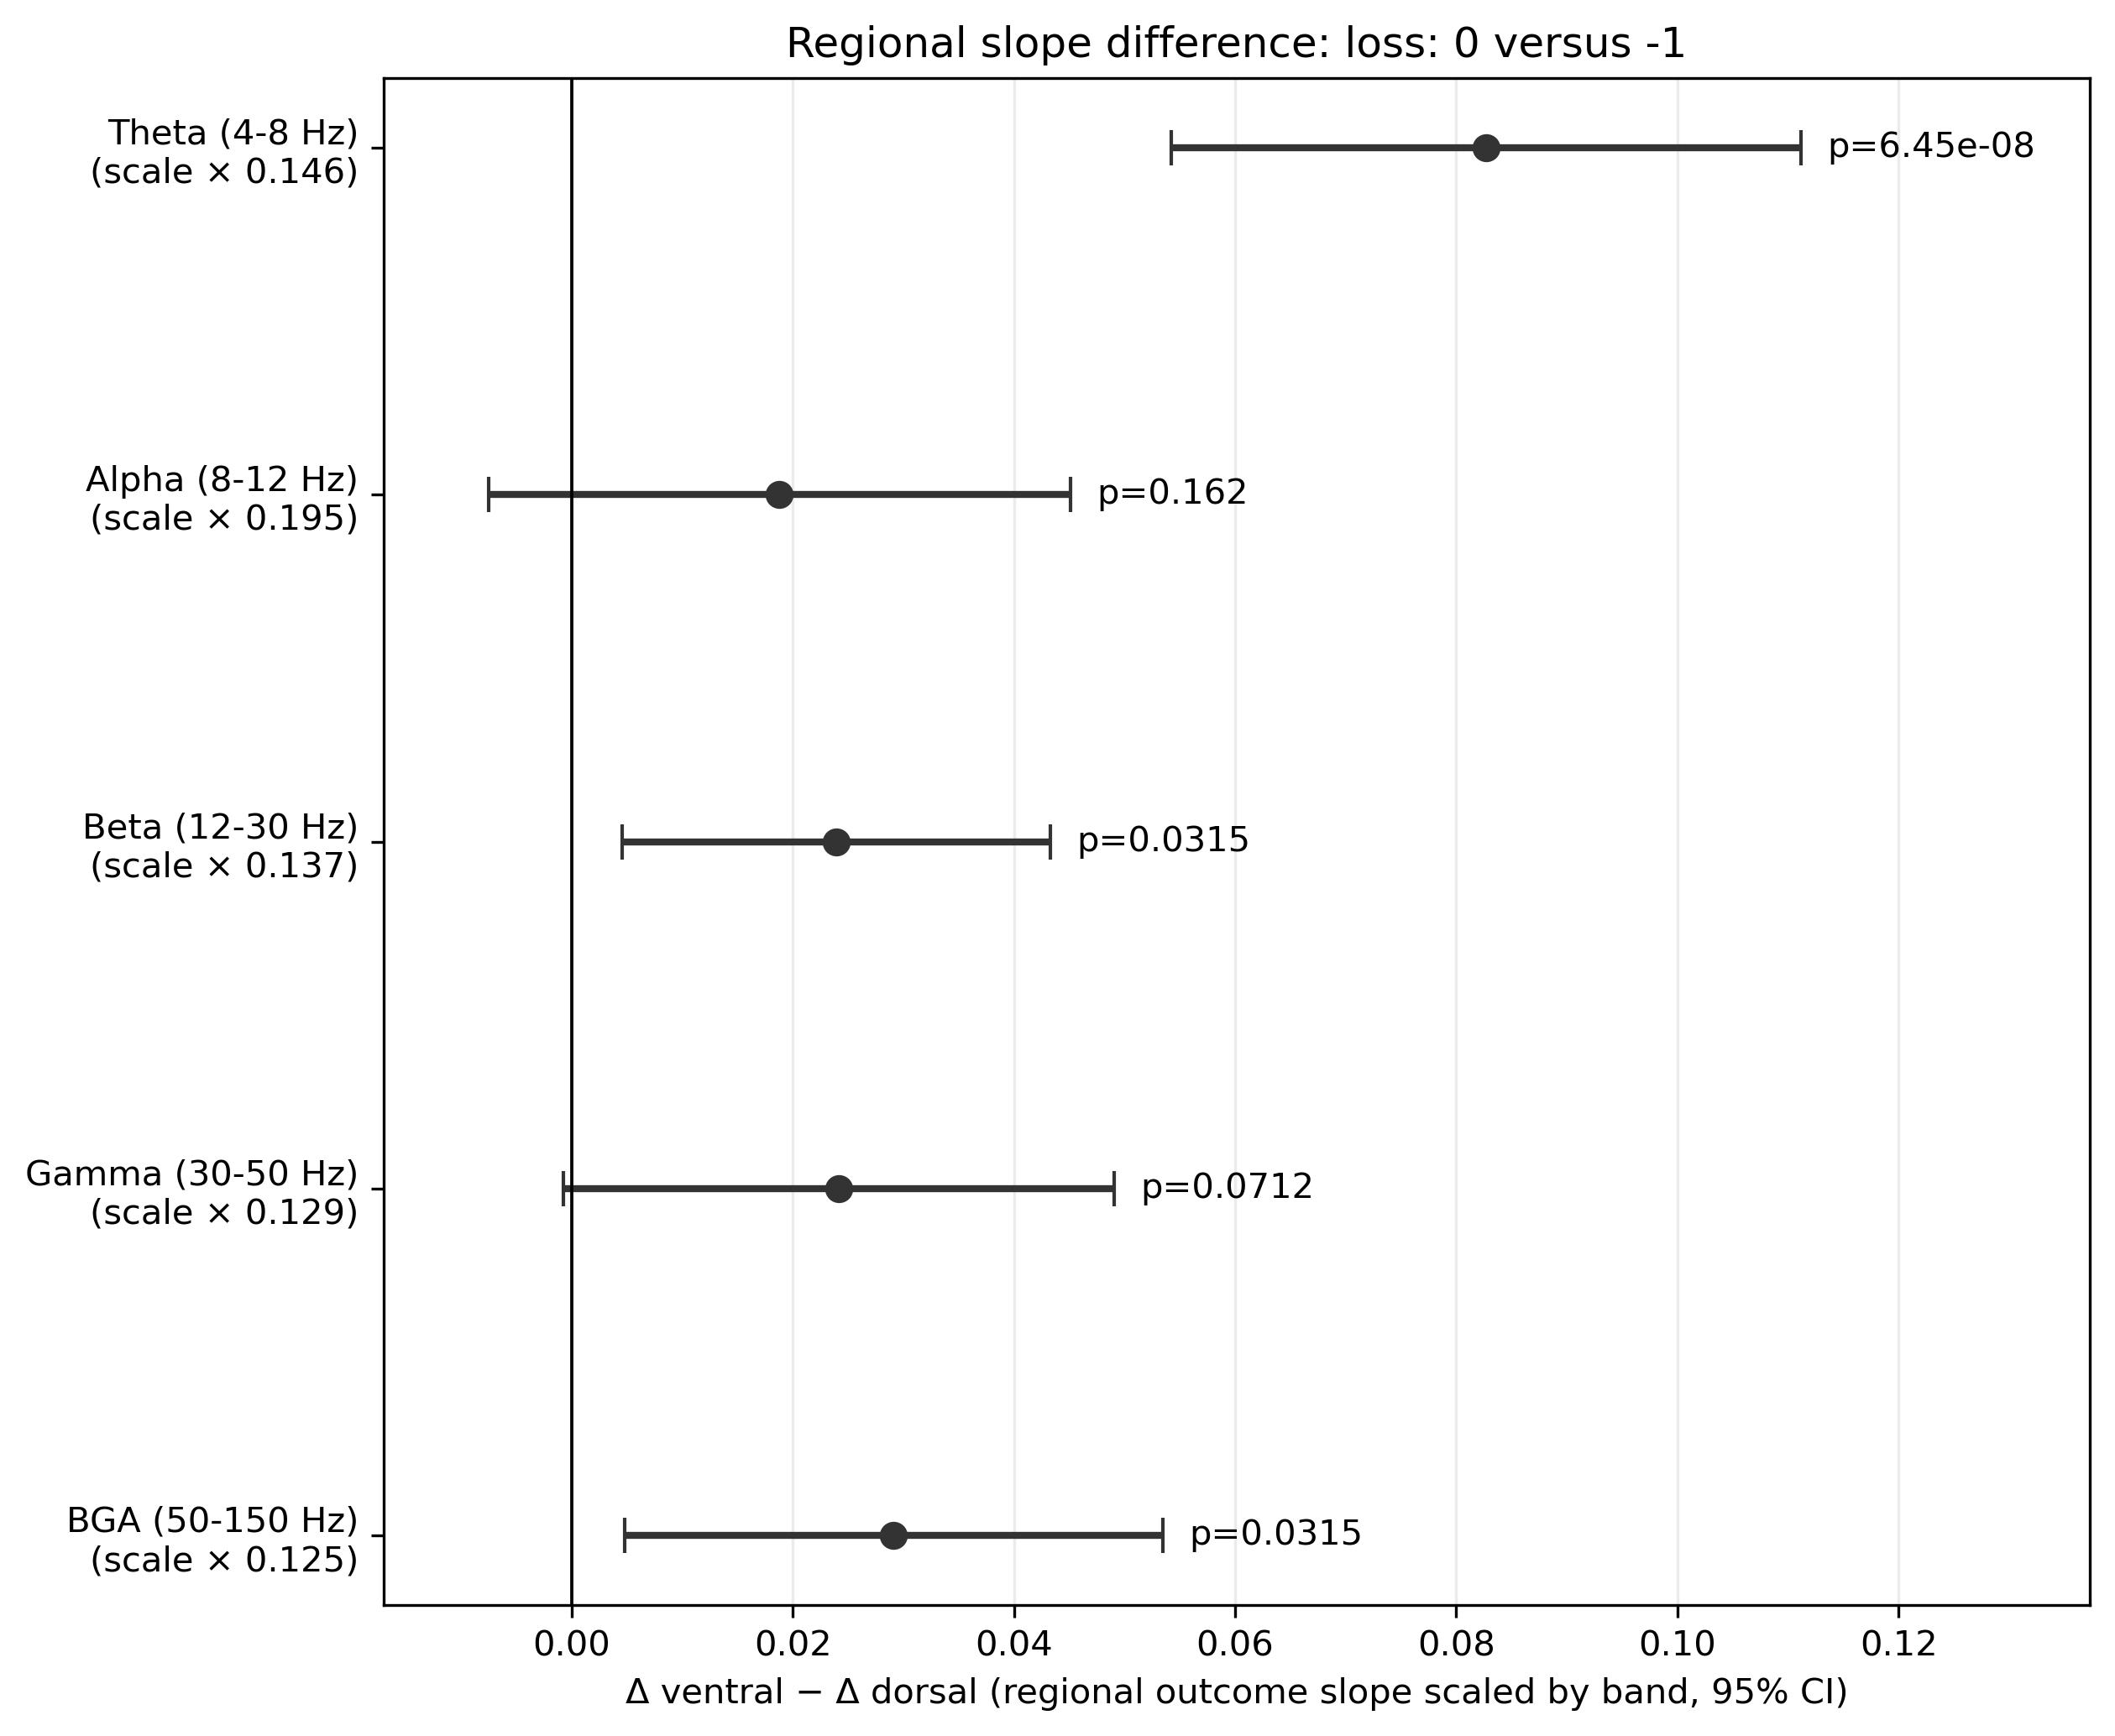 Regional slope difference: loss: 0 versus -1
Theta (4-8 Hz)
(scale × 0.146)
p=6.45e-08
Alpha (8-12 Hz)
(scale × 0.195)
p=0.162
Beta (12-30 Hz)
(scale × 0.137)
p=0.0315
Gamma (30-50 Hz)
(scale × 0.129)
p=0.0712
BGA (50-150 Hz)
(scale × 0.125)
p=0.0315
0.00 0.02 0.04 0.06 0.08 0.10 0.12
Δ ventral − Δ dorsal (regional outcome slope scaled by band, 95% CI)